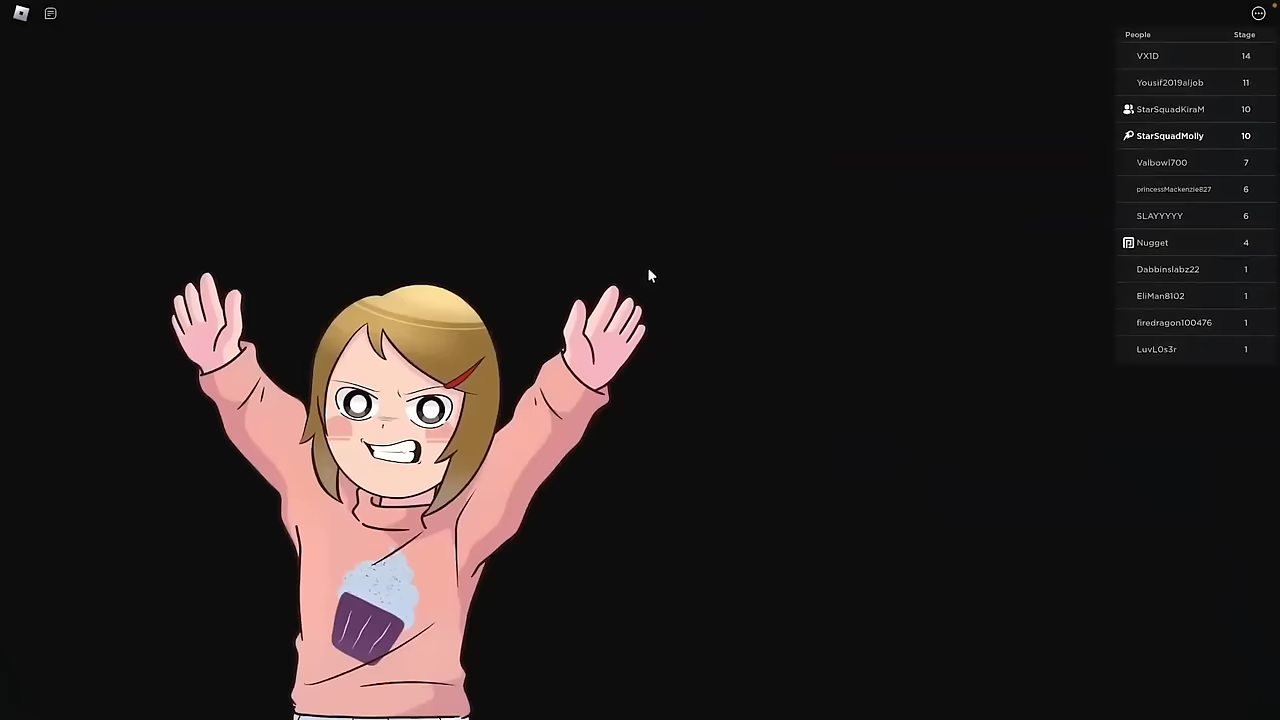 People Stage
VX1D 14
Yousif2019aljob 11
StarSquadKiraM 10
StarSquadMolly 10
Valbowl700 7
princessMackenzie827 6
SLAYYYYY 6
Nugget 4
Dabbinslabz22 1
EliMan8102 1
firedragon100476 1
LuvL0s3r 1